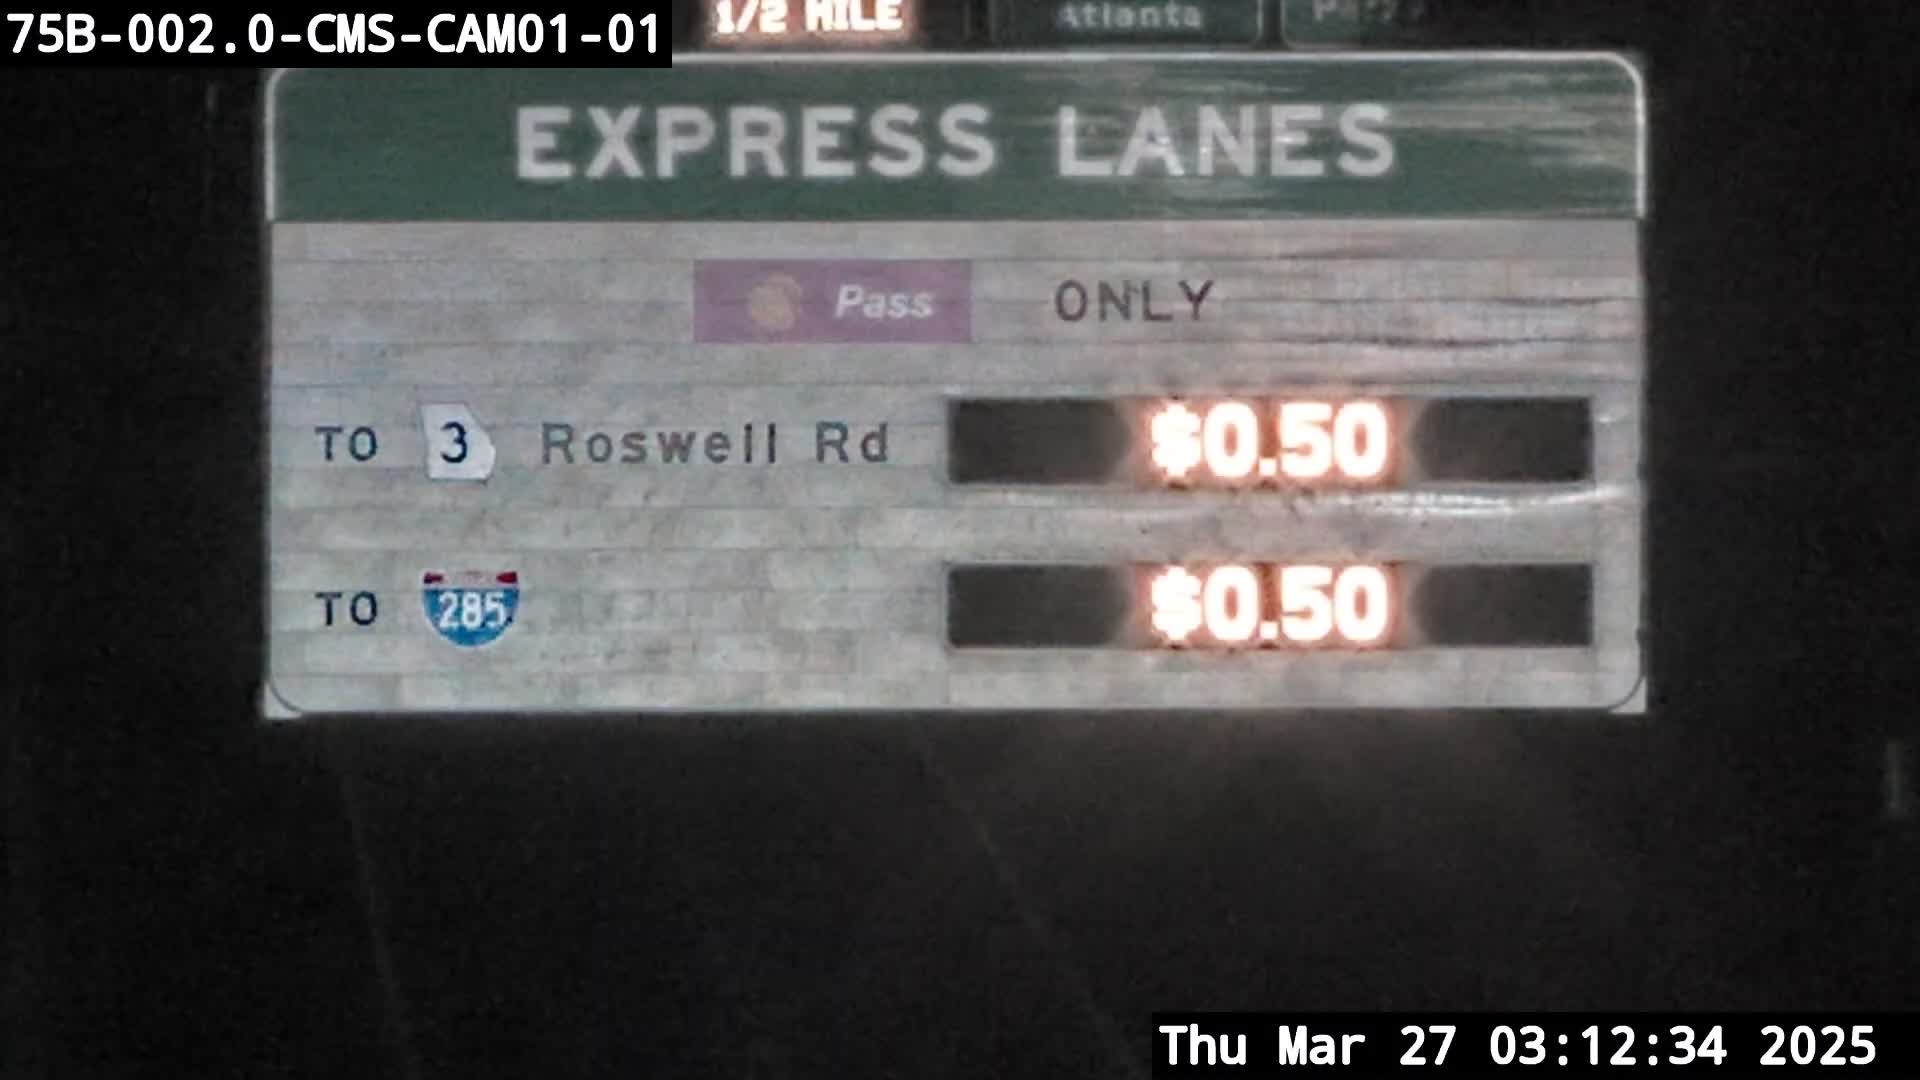 75B-002.0-CMS-CAM01-01
1/2 MILE
Atlanta
EXPRESS LANES
Pass ONLY
TO 3 Roswell Rd $0.50
TO 285 $0.50
Thu Mar 27 03:12:34 2025